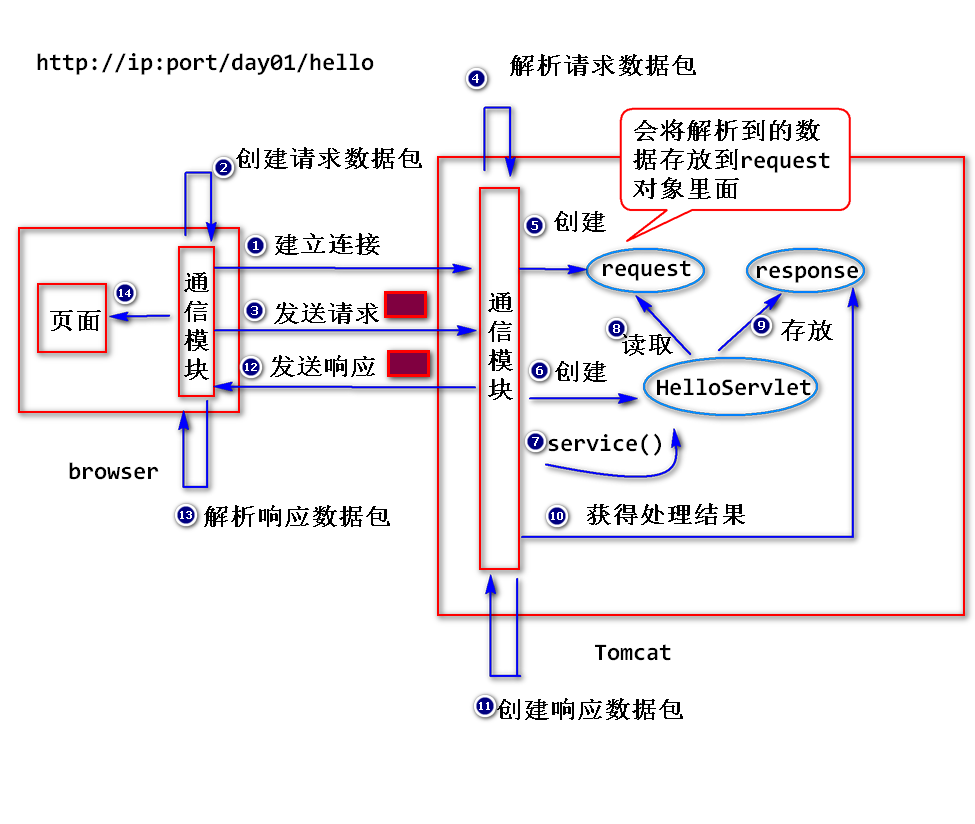 http://ip:port/day01/hello
④ 解析请求数据包
会将解析到的数
据存放到request
对象里面
② 创建请求数据包
⑤ 创建
① 建立连接
request
response
⑭
页面
通信模块
③ 发送请求
通信模块
⑧ 读取
⑨ 存放
⑫ 发送响应
⑥ 创建
HelloServlet
⑦ service()
browser
⑬ 解析响应数据包
⑩ 获得处理结果
Tomcat
⑪ 创建响应数据包